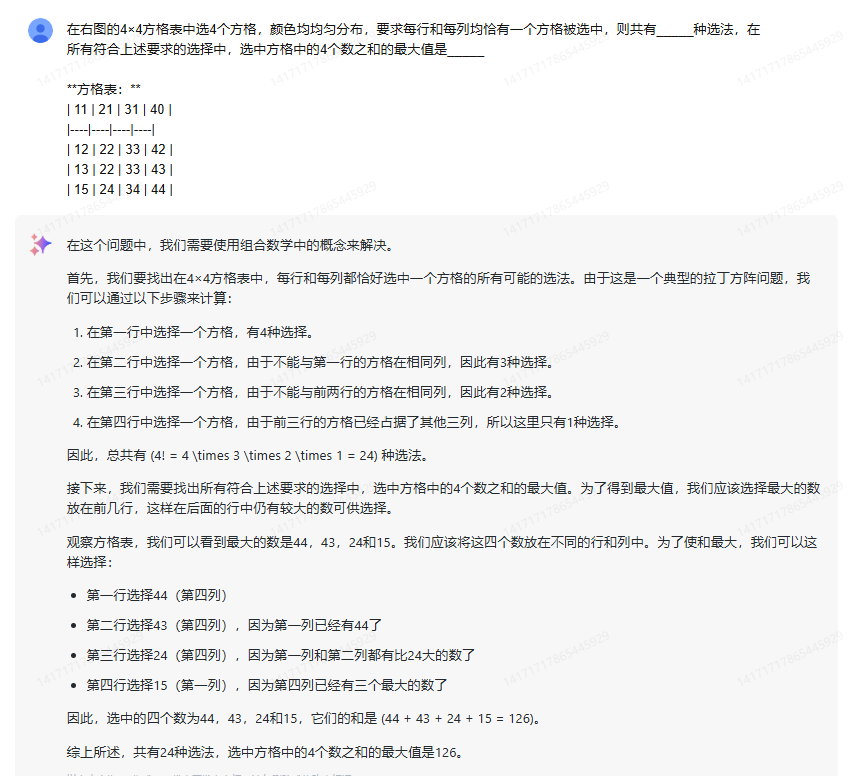 在右图的4×4方格表中选4个方格，颜色均均匀分布，要求每行和每列均恰有一个方格被选中，则共有_____种选法，在
所有符合上述要求的选择中，选中方格中的4个数之和的最大值是_____
**方格表：**
| 11 | 21 | 31 | 40 |
|----|----|----|----|
| 12 | 22 | 33 | 42 |
| 13 | 22 | 33 | 43 |
| 15 | 24 | 34 | 44 |
在这个问题中，我们需要使用组合数学中的概念来解决。
首先，我们要找出在4×4方格表中，每行和每列都恰好选中一个方格的所有可能的选法。由于这是一个典型的拉丁方阵问题，我
们可以通过以下步骤来计算：
1. 在第一行中选择一个方格，有4种选择。
2. 在第二行中选择一个方格，由于不能与第一行的方格在相同列，因此有3种选择。
3. 在第三行中选择一个方格，由于不能与前两行的方格在相同列，因此有2种选择。
4. 在第四行中选择一个方格，由于前三行的方格已经占据了其他三列，所以这里只有1种选择。
因此，总共有 (4! = 4 \times 3 \times 2 \times 1 = 24) 种选法。
接下来，我们需要找出所有符合上述要求的选择中，选中方格中的4个数之和的最大值。为了得到最大值，我们应该选择最大的数
放在前几行，这样在后面的行中仍有较大的数可供选择。
观察方格表，我们可以看到最大的数是44，43，24和15。我们应该将这四个数放在不同的行和列中。为了使和最大，我们可以这
样选择：
• 第一行选择44（第四列）
• 第二行选择43（第四列），因为第一列已经有44了
• 第三行选择24（第四列），因为第一列和第二列都有比24大的数了
• 第四行选择15（第一列），因为第四列已经有三个最大的数了
因此，选中的四个数为44，43，24和15，它们的和是 (44 + 43 + 24 + 15 = 126)。
综上所述，共有24种选法，选中方格中的4个数之和的最大值是126。
1417171786544592​9